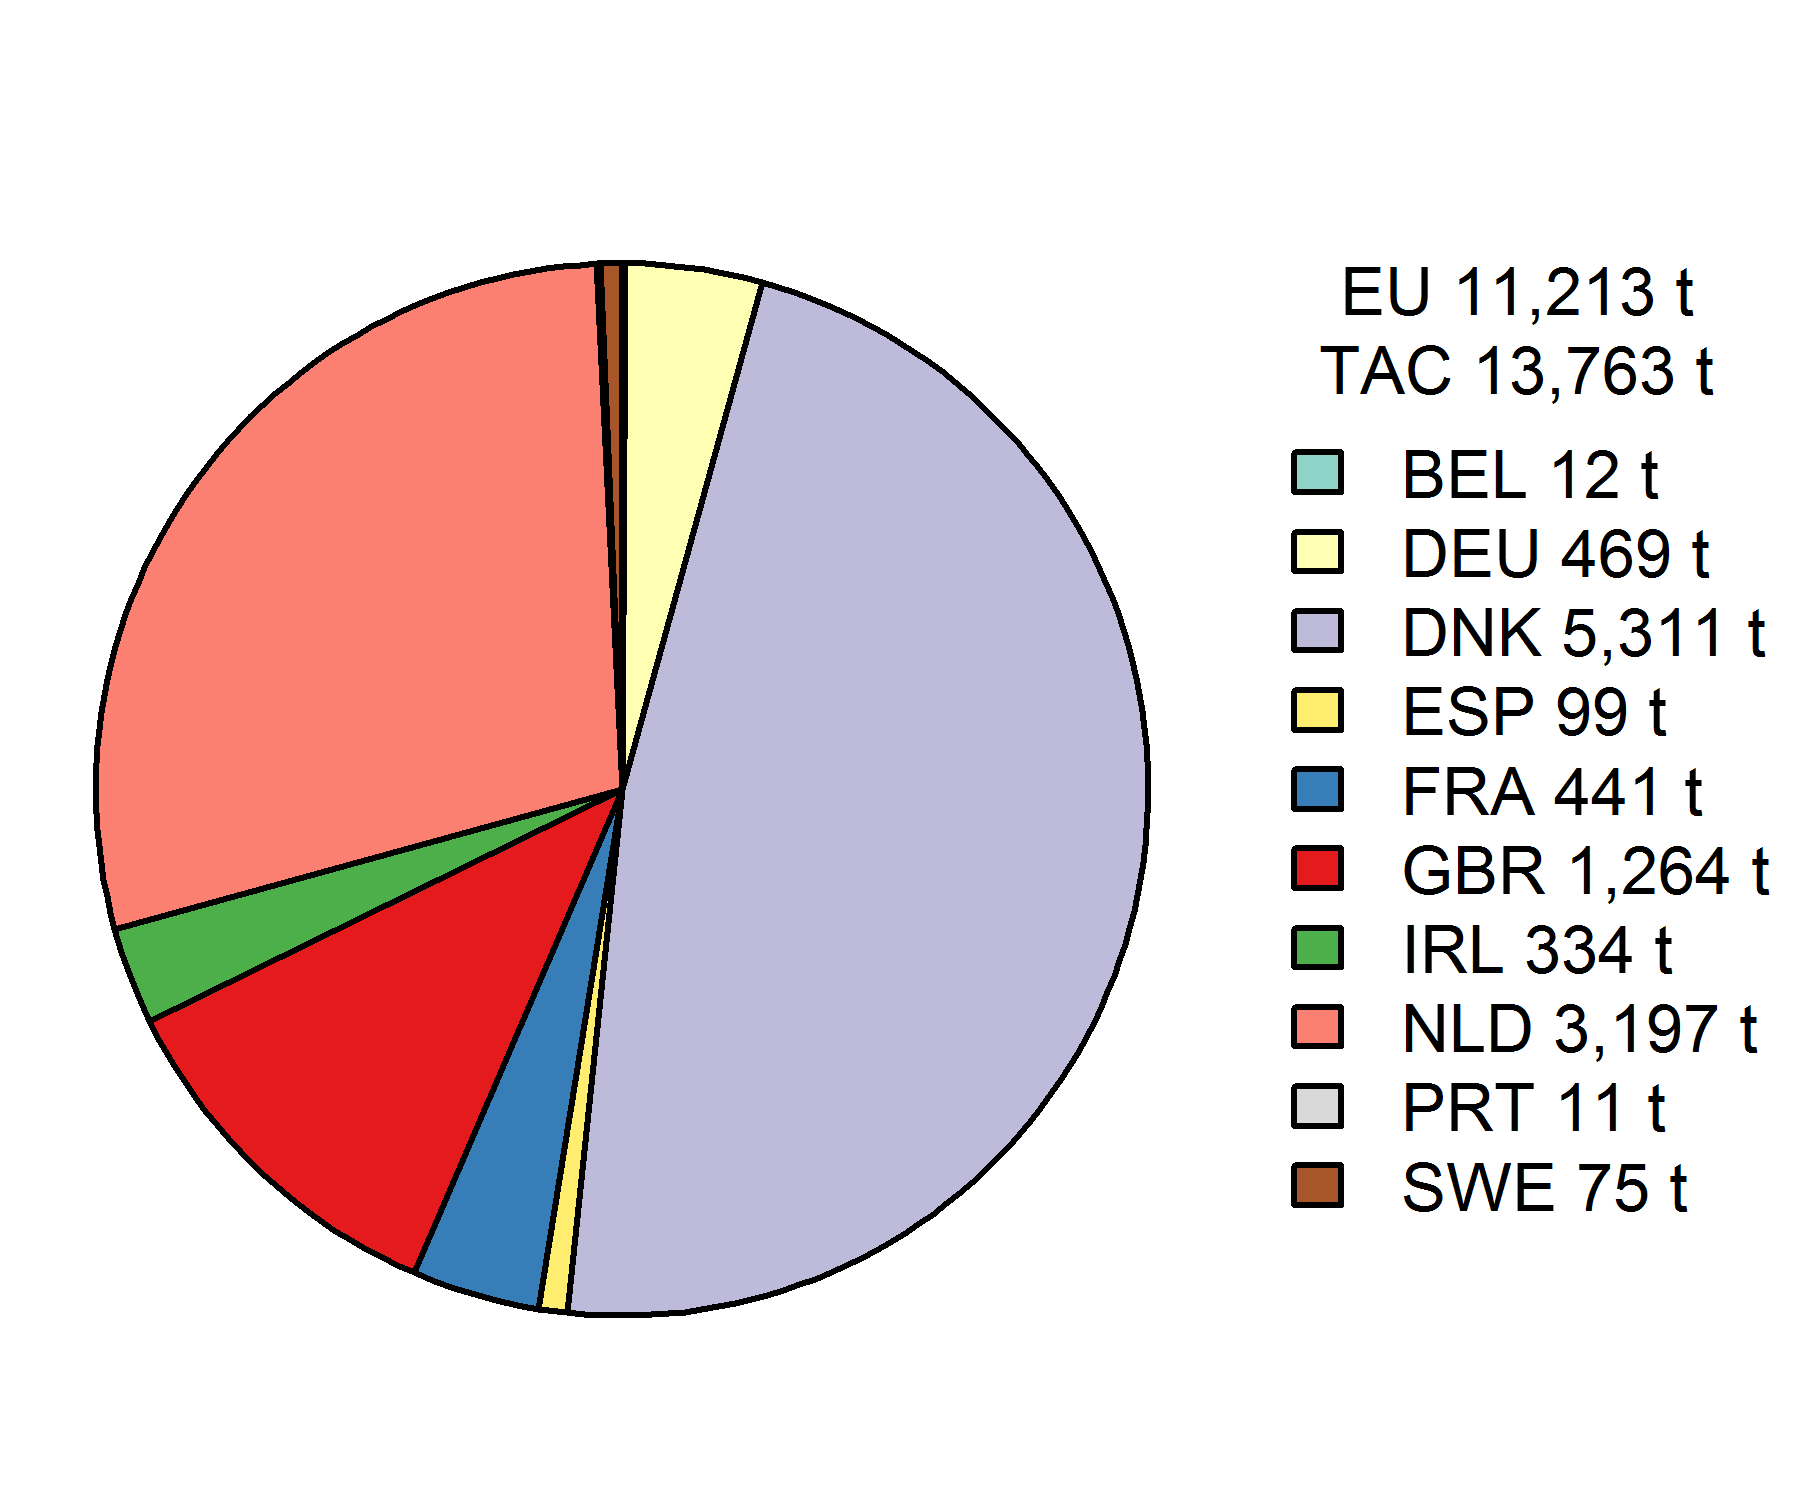 EU 11,213 t
TAC 13,763 t
BEL 12 t
DEU 469 t
DNK 5,311 t
ESP 99 t
FRA 441 t
GBR 1,264 t
IRL 334 t
NLD 3,197 t
PRT 11 t
SWE 75 t